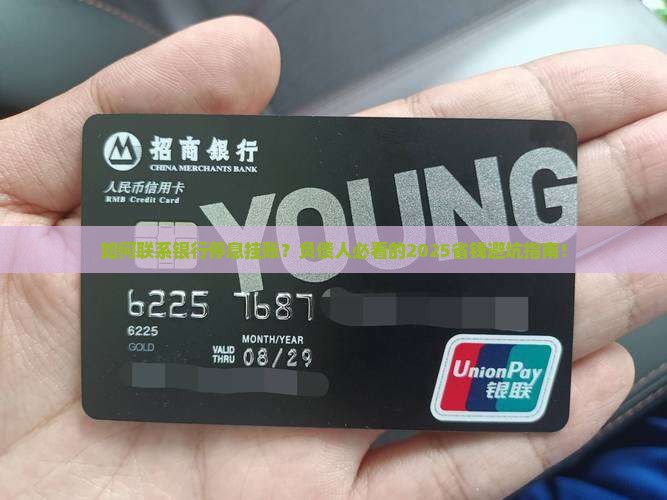 招商银行
CHINA MERCHANTS BANK
人民币信用卡
RMB Credit Card
YOUNG
如何联系银行停息挂账？负债人必看的2025省钱避坑指南！
6225 7687
6225
GOLD
MONTH/YEAR
VALID THRU 08/29
UnionPay
银联